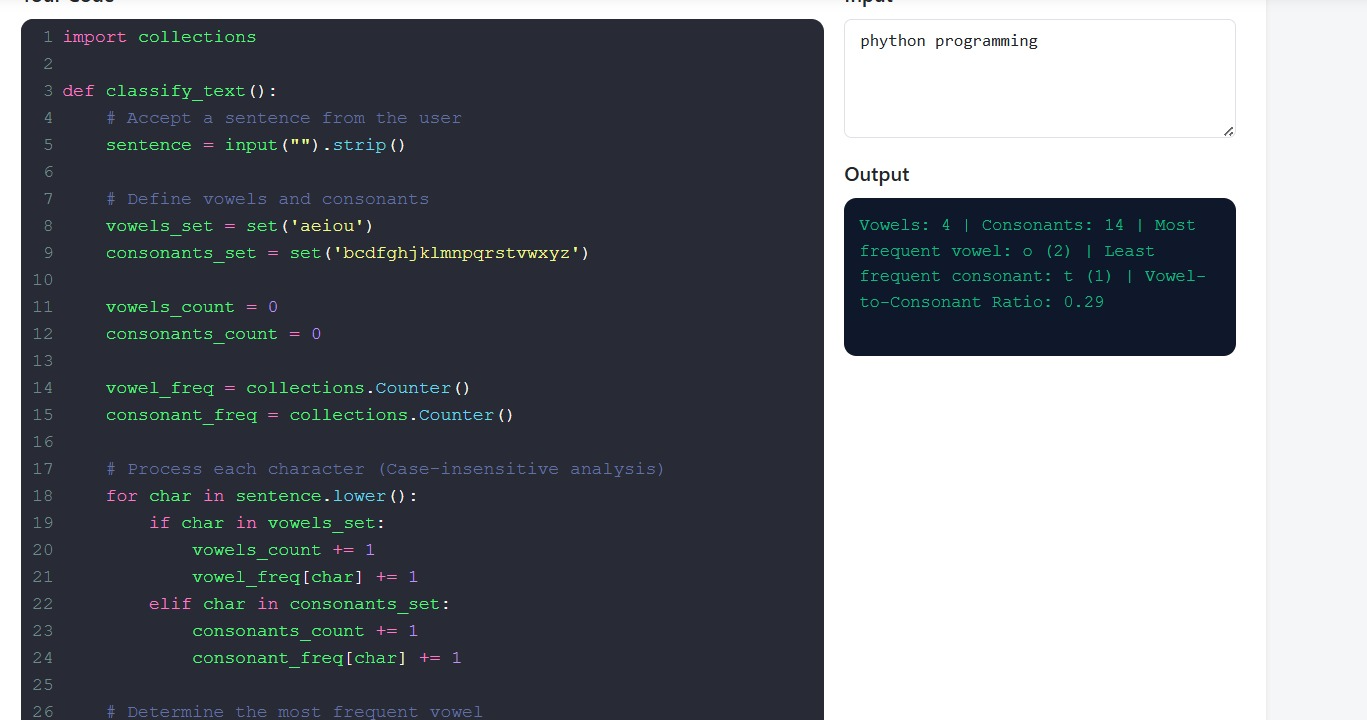 Your Code
1 import collections
2
3 def classify_text():
4     # Accept a sentence from the user
5     sentence = input("").strip()
6
7     # Define vowels and consonants
8     vowels_set = set('aeiou')
9     consonants_set = set('bcdfghjklmnpqrstvwxyz')
10
11     vowels_count = 0
12     consonants_count = 0
13
14     vowel_freq = collections.Counter()
15     consonant_freq = collections.Counter()
16
17     # Process each character (Case-insensitive analysis)
18     for char in sentence.lower():
19         if char in vowels_set:
20             vowels_count += 1
21             vowel_freq[char] += 1
22         elif char in consonants_set:
23             consonants_count += 1
24             consonant_freq[char] += 1
25
26     # Determine the most frequent vowel
Input
phython programming
Output
Vowels: 4 | Consonants: 14 | Most
frequent vowel: o (2) | Least
frequent consonant: t (1) | Vowel-
to-Consonant Ratio: 0.29